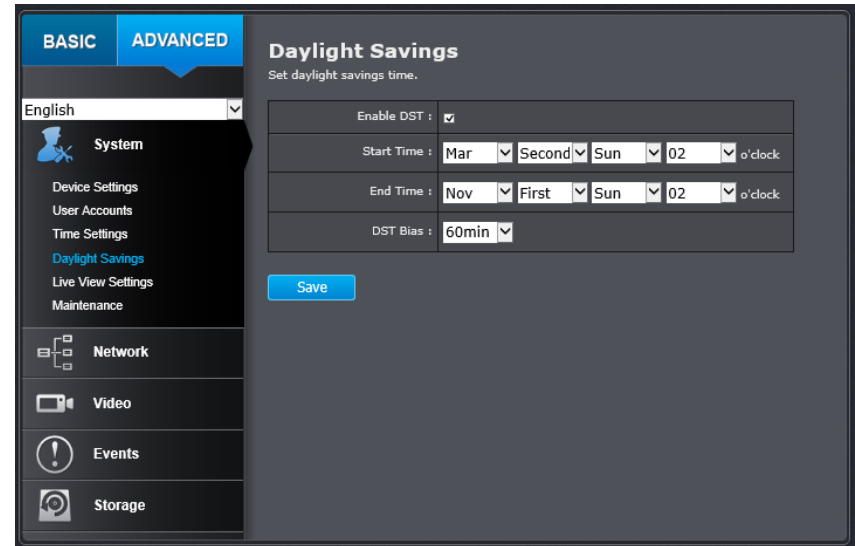 BASIC ADVANCED
English
System
Device Settings
User Accounts
Time Settings
Daylight Savings
Live View Settings
Maintenance
Network
Video
Events
Storage
Daylight Savings
Set daylight savings time.
Enable DST :
Start Time : Mar Second Sun 02 o'clock
End Time : Nov First Sun 02 o'clock
DST Bias : 60min
Save